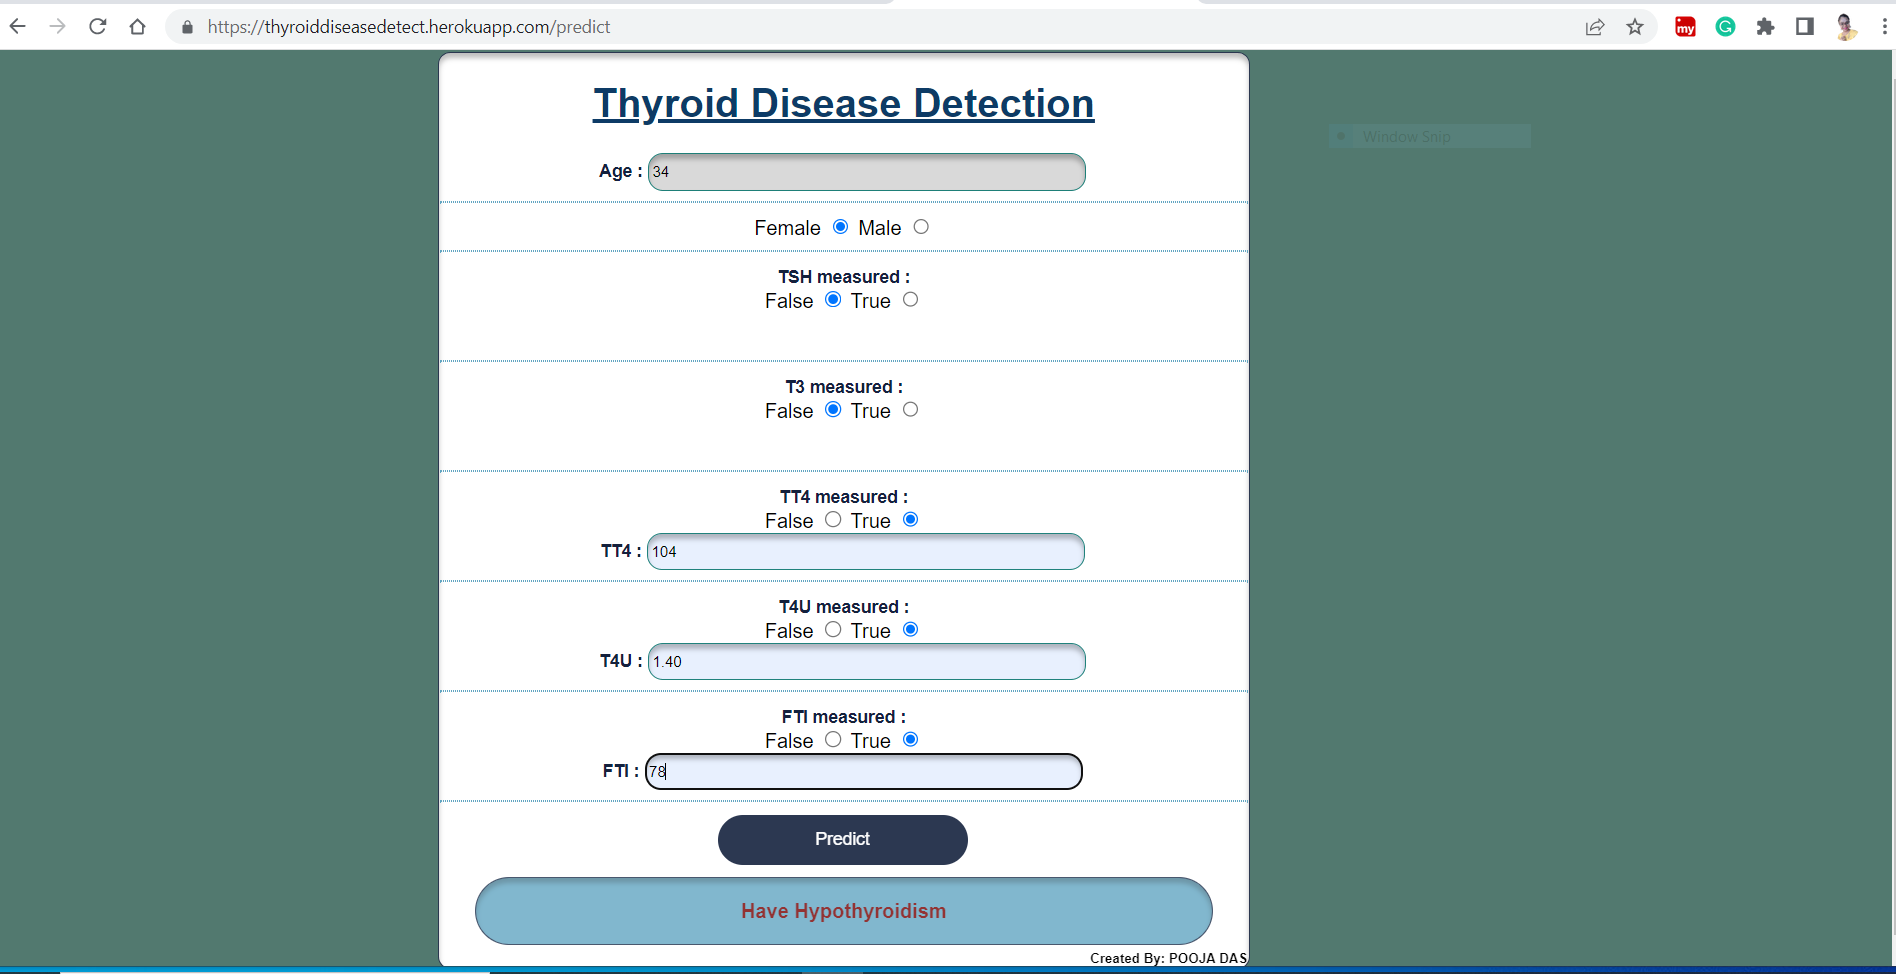 https://thyroiddiseasedetect.herokuapp.com/predict
my
G
Thyroid Disease Detection
Window Snip
Age : 34
Female Male
TSH measured :
False True
T3 measured :
False True
TT4 measured :
False True
TT4 : 104
T4U measured :
False True
T4U : 1.40
FTI measured :
False True
FTI : 78
Predict
Have Hypothyroidism
Created By: POOJA DAS